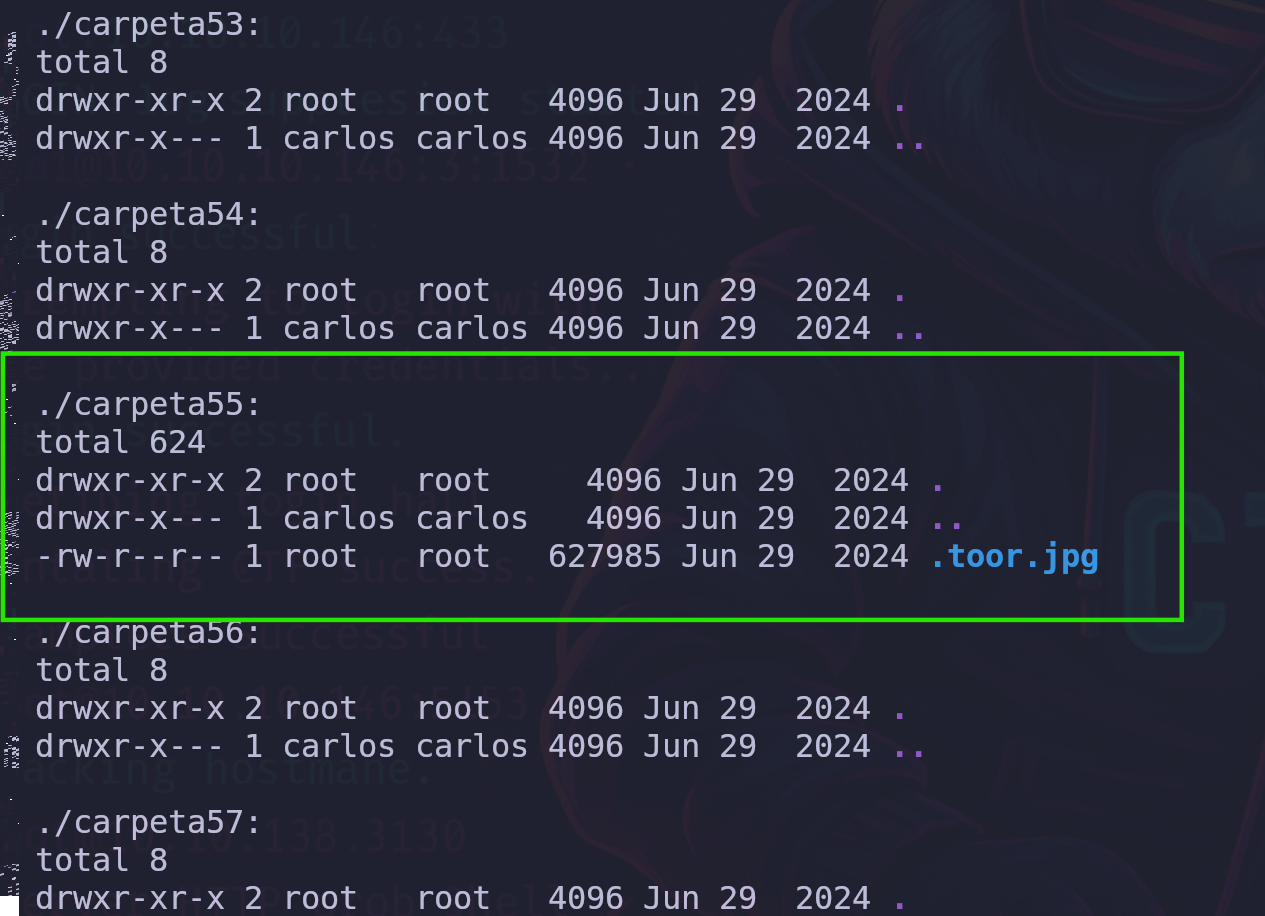 ./carpeta53:
total 8
drwxr-xr-x 2 root   root   4096 Jun 29  2024 .
drwxr-x--- 1 carlos carlos 4096 Jun 29  2024 ..

./carpeta54:
total 8
drwxr-xr-x 2 root   root   4096 Jun 29  2024 .
drwxr-x--- 1 carlos carlos 4096 Jun 29  2024 ..

./carpeta55:
total 624
drwxr-xr-x 2 root   root     4096 Jun 29  2024 .
drwxr-x--- 1 carlos carlos   4096 Jun 29  2024 ..
-rw-r--r-- 1 root   root   627985 Jun 29  2024 .toor.jpg

./carpeta56:
total 8
drwxr-xr-x 2 root   root   4096 Jun 29  2024 .
drwxr-x--- 1 carlos carlos 4096 Jun 29  2024 ..

./carpeta57:
total 8
drwxr-xr-x 2 root   root   4096 Jun 29  2024 .